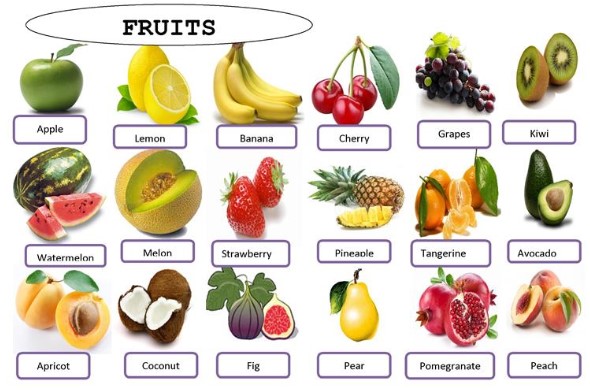 FRUITS
Apple
Lemon
Banana
Cherry
Grapes
Kiwi
Watermelon
Melon
Strawberry
Pineaple
Tangerine
Avocado
Apricot
Coconut
Fig
Pear
Pomegranate
Peach